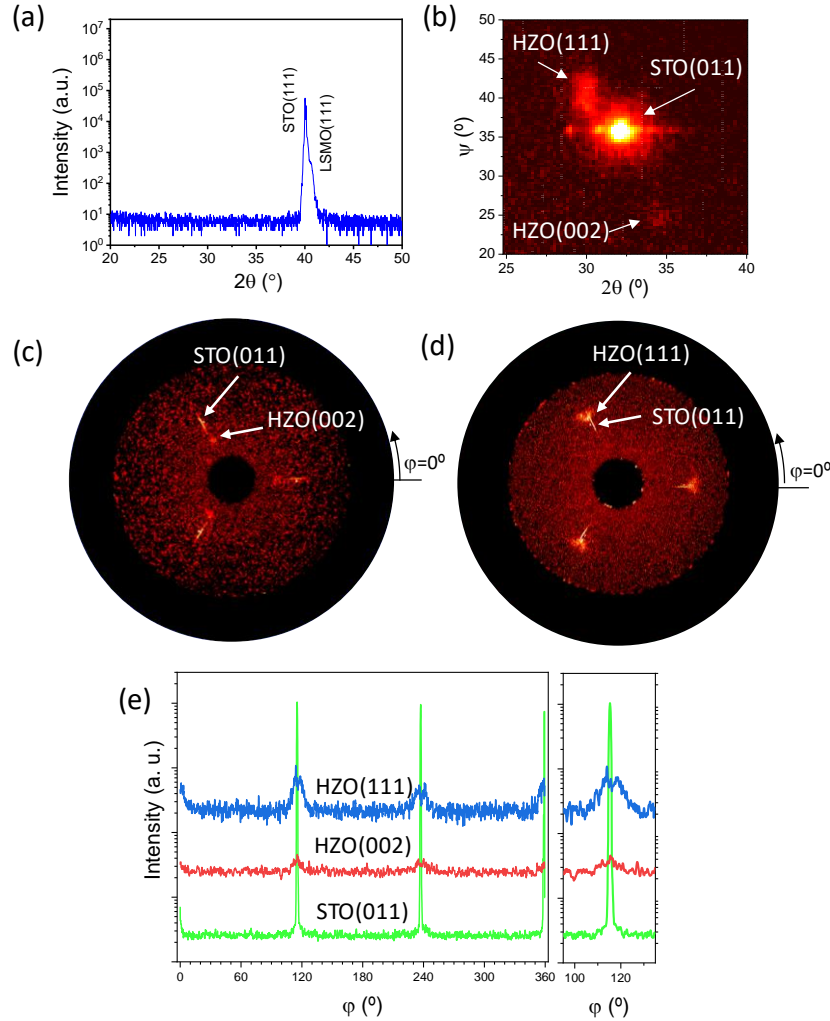 (a)
Intensity (a.u.)
10⁷
10⁶
10⁵
10⁴
10³
10²
10¹
10⁰
STO(111)
LSMO(111)
20 25 30 35 40 45 50
2θ (°)
(b)
HZO(111)
STO(011)
HZO(002)
ψ (º)
50
45
40
35
30
25
20
25 30 35 40
2θ (º)
(c)
STO(011)
HZO(002)
φ=0º
(d)
HZO(111)
STO(011)
φ=0º
(e)
Intensity (a. u.)
HZO(111)
HZO(002)
STO(011)
0 60 120 180 240 300 360
φ (º)
100 120
φ (º)